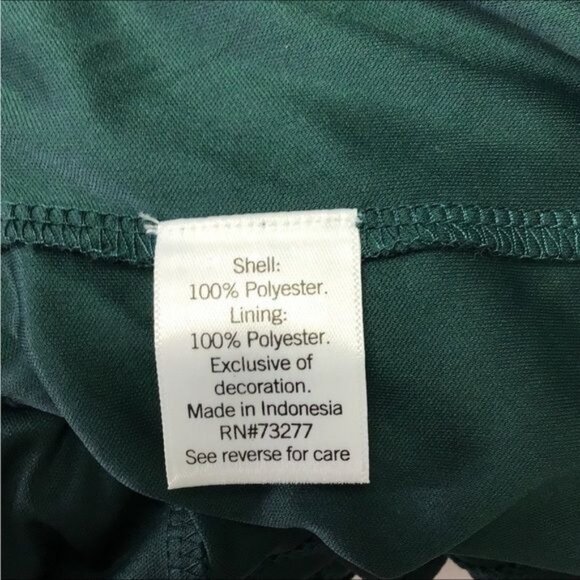 Shell:
100% Polyester.
Lining:
100% Polyester.
Exclusive of
decoration.
Made in Indonesia
RN#73277
See reverse for care